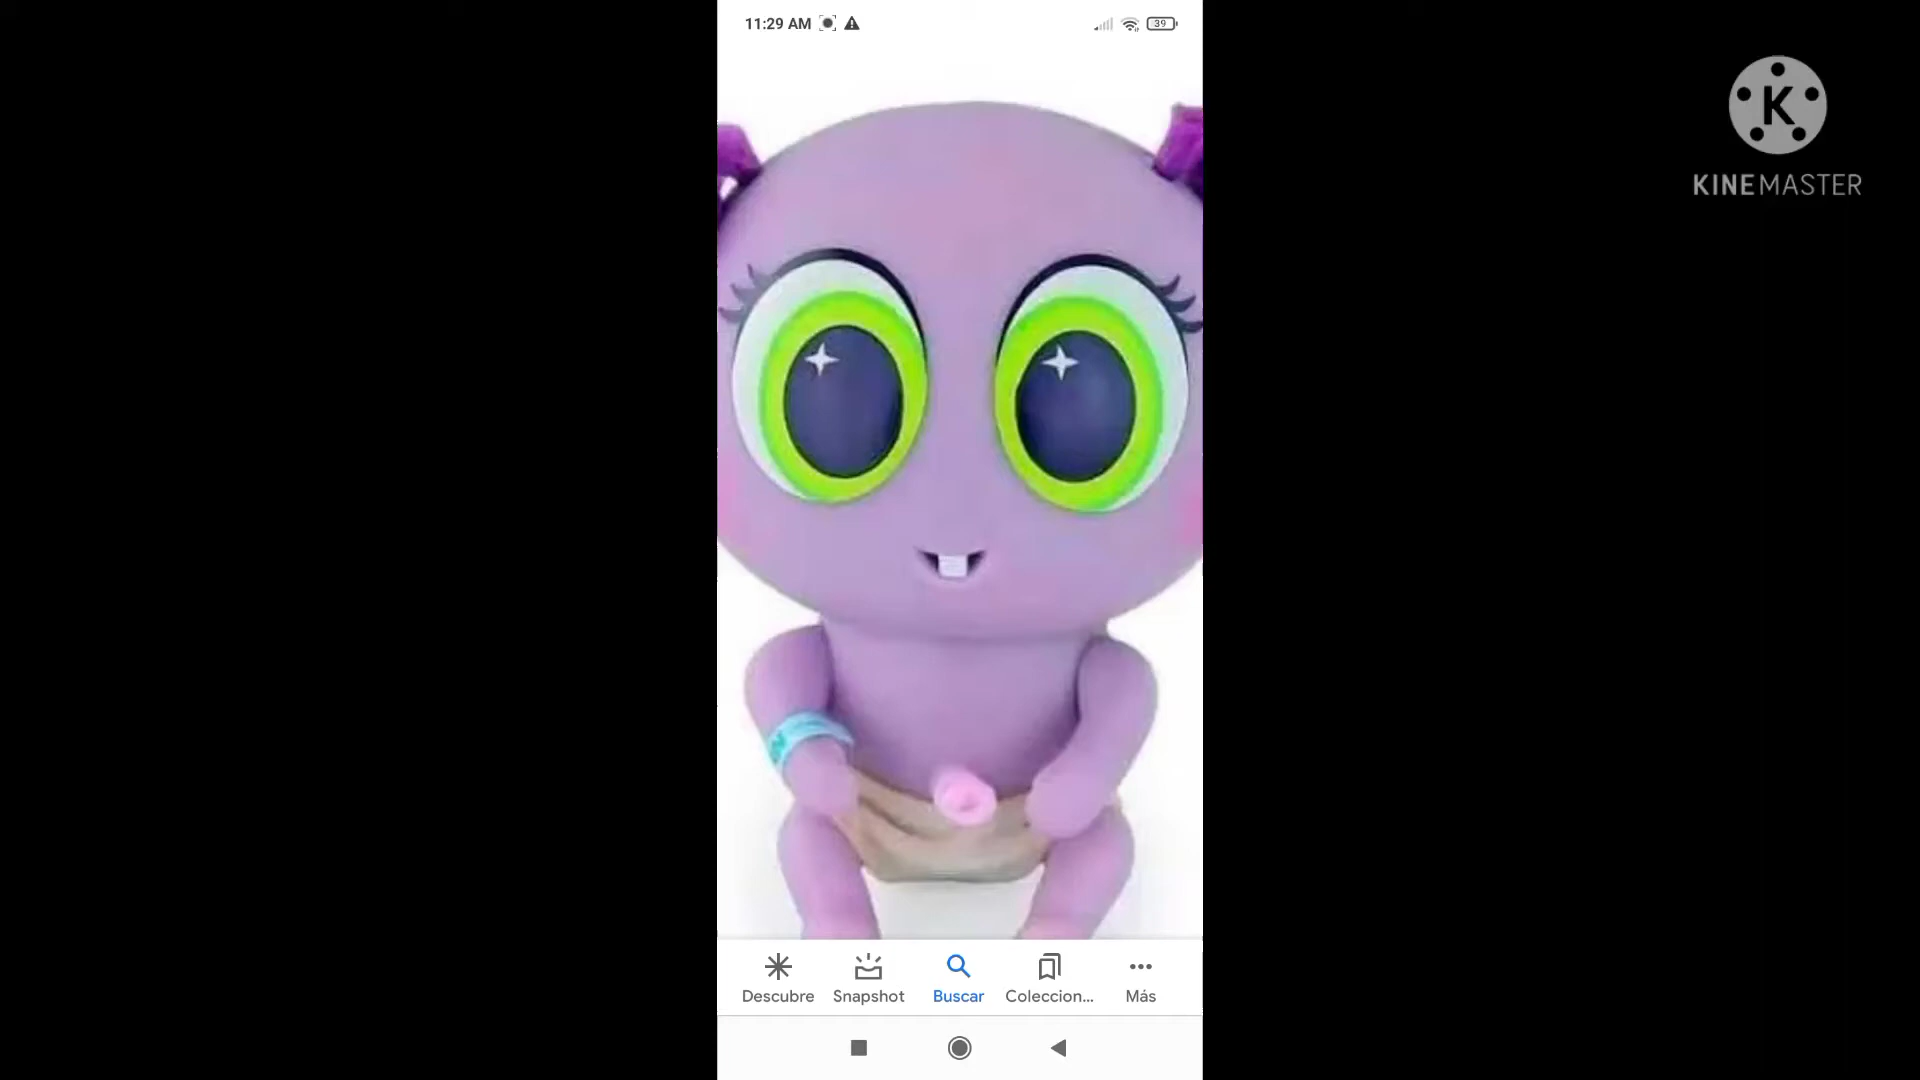 11:29 AM
39
K
KINEMASTER
Descubre Snapshot Buscar Coleccion... Más